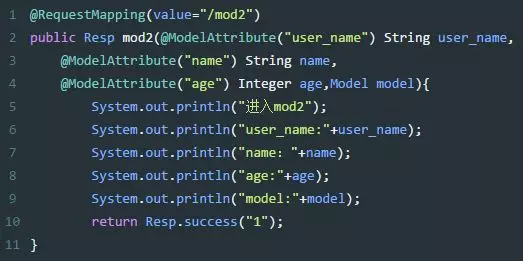 1 @RequestMapping(value="/mod2")
2 public Resp mod2(@ModelAttribute("user_name") String user_name,
3 @ModelAttribute("name") String name,
4 @ModelAttribute("age") Integer age,Model model){
5 System.out.println("进入mod2");
6 System.out.println("user_name:"+user_name);
7 System.out.println("name: "+name);
8 System.out.println("age:"+age);
9 System.out.println("model:"+model);
10 return Resp.success("1");
11 }